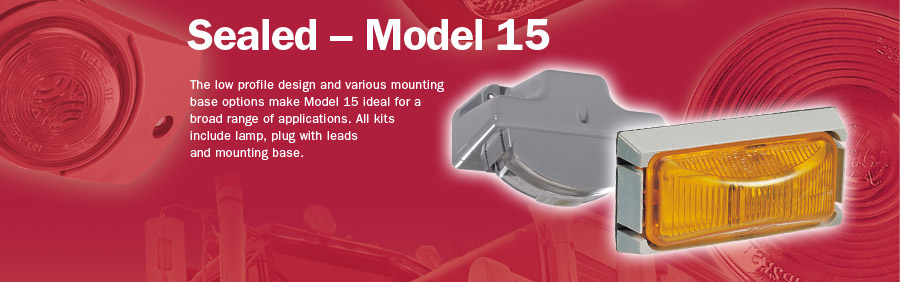 Sealed – Model 15
The low profile design and various mounting
base options make Model 15 ideal for a
broad range of applications. All kits
include lamp, plug with leads
and mounting base.